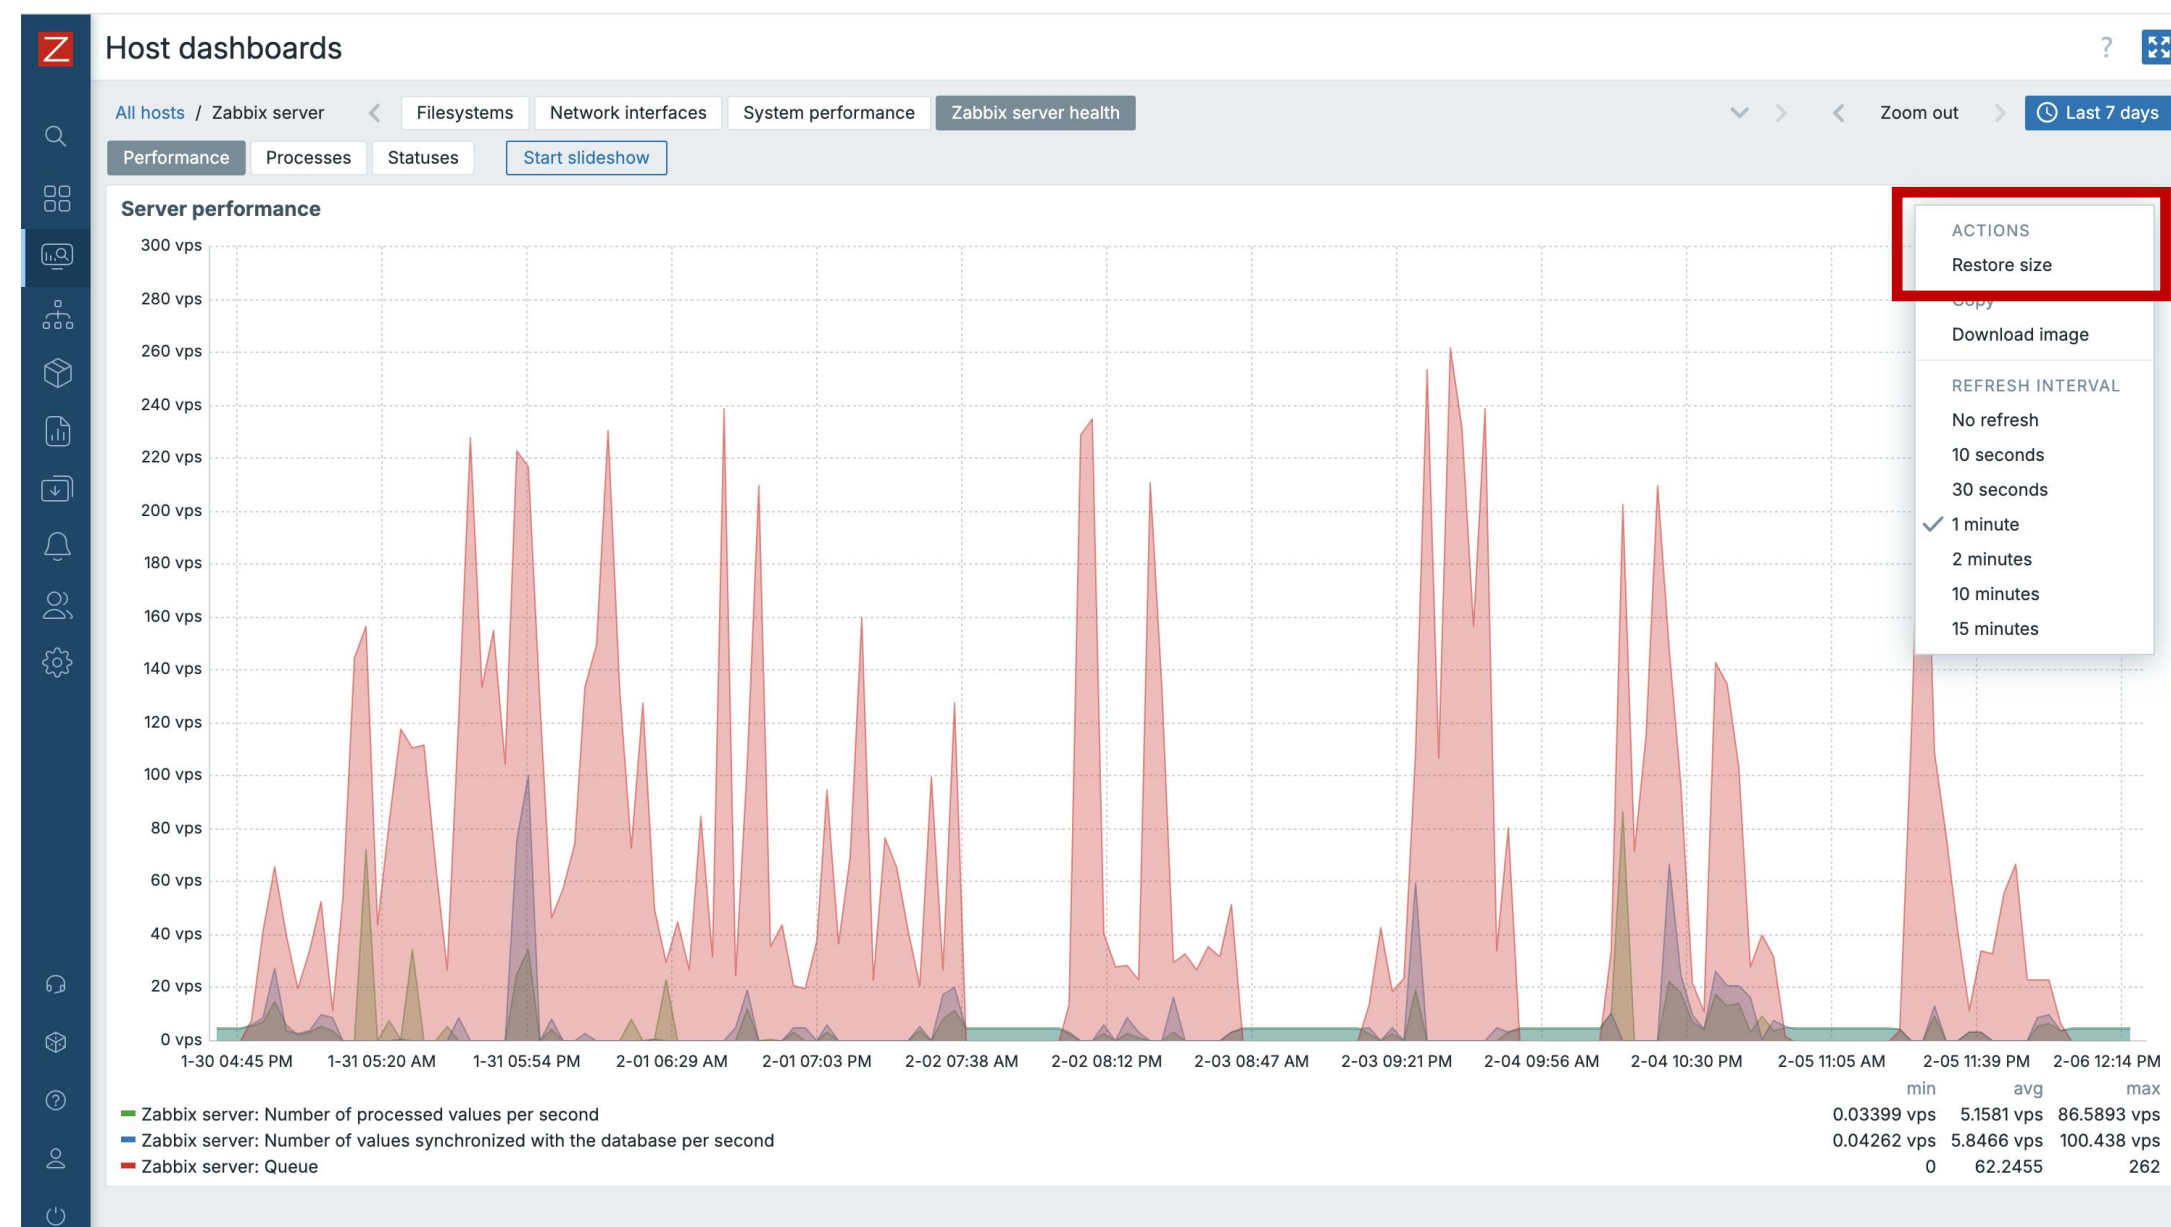 Z
Host dashboards
?
All hosts / Zabbix server
Filesystems
Network interfaces
System performance
Zabbix server health
Zoom out
Last 7 days
Performance
Processes
Statuses
Start slideshow
Server performance
ACTIONS
Restore size
Copy
Download image
REFRESH INTERVAL
No refresh
10 seconds
30 seconds
1 minute
2 minutes
10 minutes
15 minutes
300 vps
280 vps
260 vps
240 vps
220 vps
200 vps
180 vps
160 vps
140 vps
120 vps
100 vps
80 vps
60 vps
40 vps
20 vps
0 vps
1-30 04:45 PM 1-31 05:20 AM 1-31 05:54 PM 2-01 06:29 AM 2-01 07:03 PM 2-02 07:38 AM 2-02 08:12 PM 2-03 08:47 AM 2-03 09:21 PM 2-04 09:56 AM 2-04 10:30 PM 2-05 11:05 AM 2-05 11:39 PM 2-06 12:14 PM
min avg max
Zabbix server: Number of processed values per second 0.03399 vps 5.1581 vps 86.5893 vps
Zabbix server: Number of values synchronized with the database per second 0.04262 vps 5.8466 vps 100.438 vps
Zabbix server: Queue 0 62.2455 262